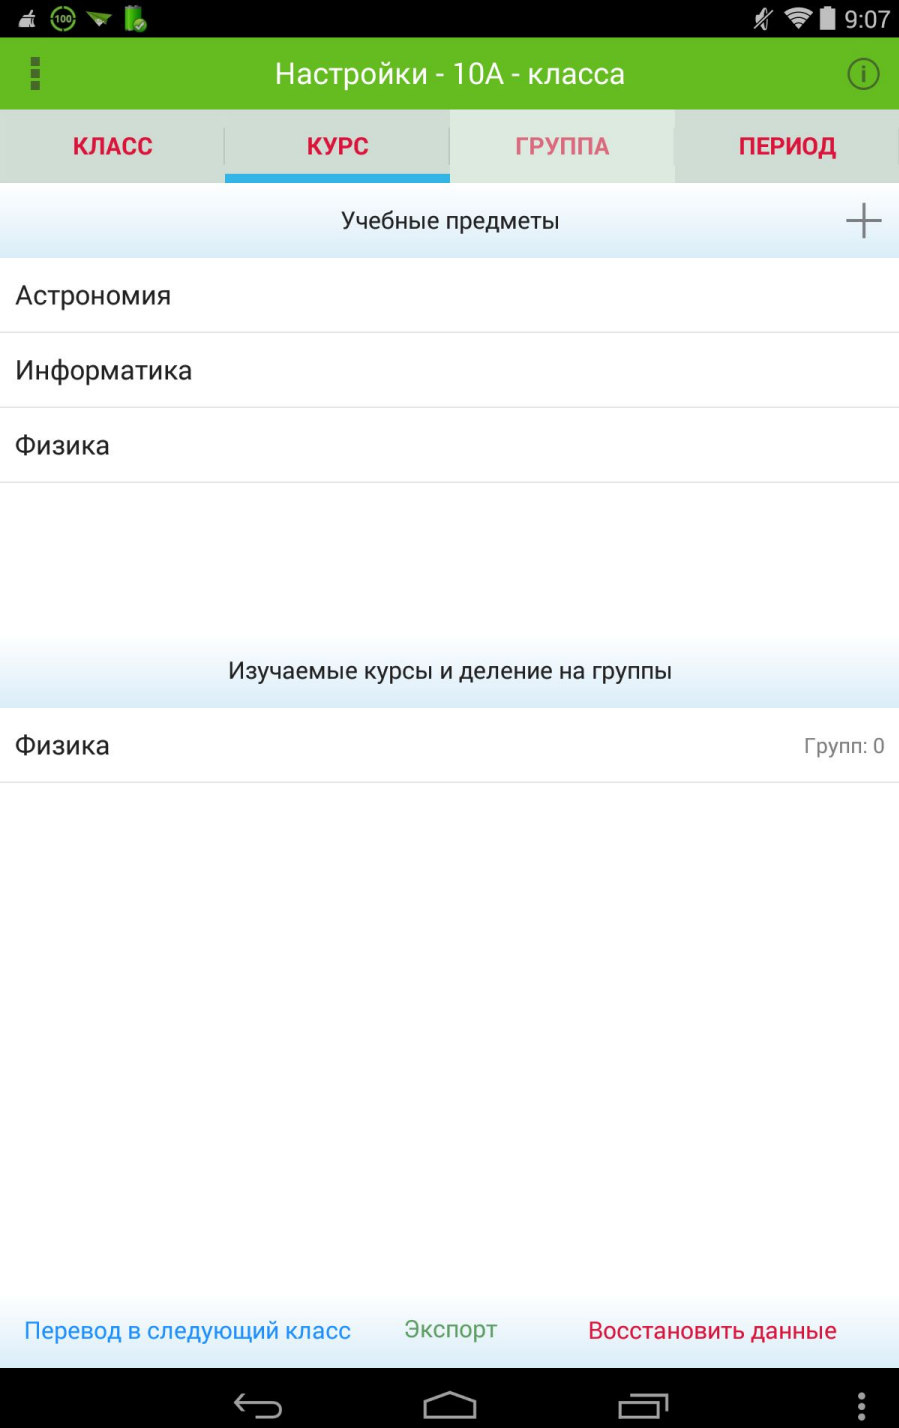 100
9:07
Настройки - 10А - класса
КЛАСС
КУРС
ГРУППА
ПЕРИОД
Учебные предметы
Астрономия
Информатика
Физика
Изучаемые курсы и деление на группы
Физика
Групп: 0
Перевод в следующий класс
Экспорт
Восстановить данные